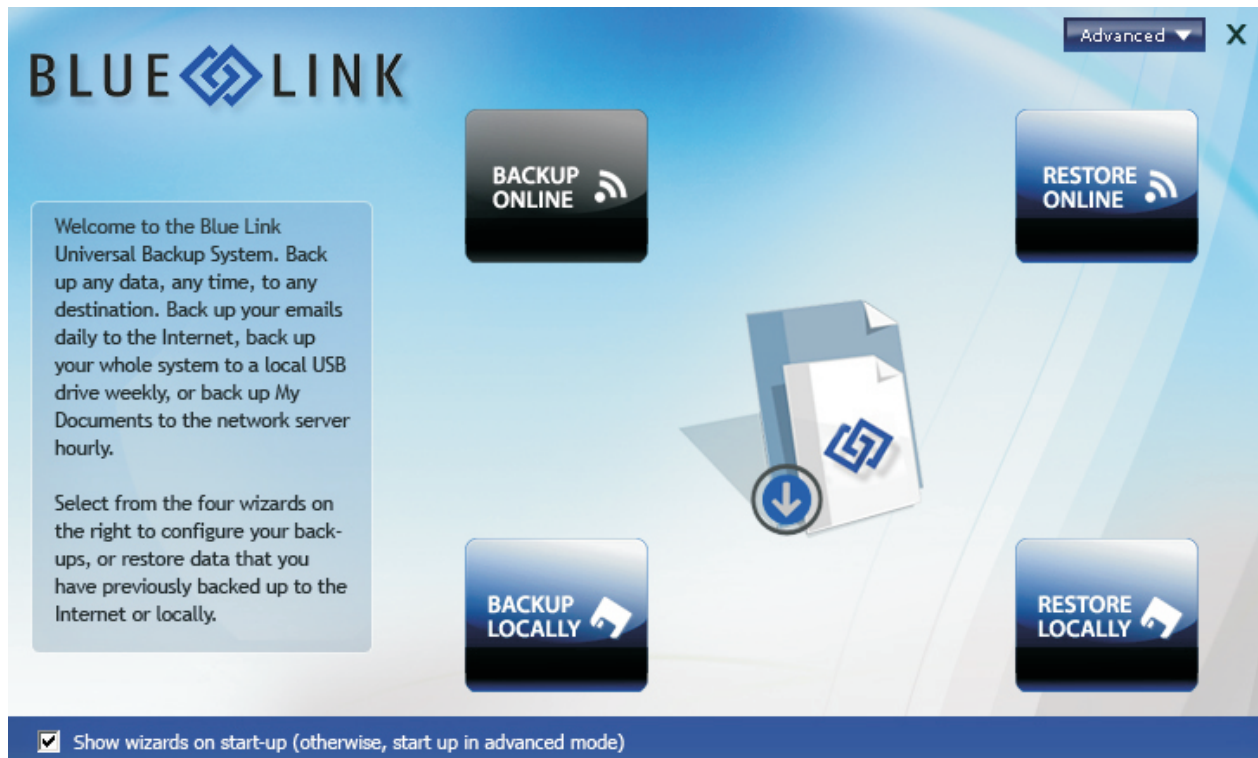 Advanced
X
BLUE LINK
BACKUP
ONLINE
RESTORE
ONLINE
Welcome to the Blue Link
Universal Backup System. Back
up any data, any time, to any
destination. Back up your emails
daily to the Internet, back up
your whole system to a local USB
drive weekly, or back up My
Documents to the network server
hourly.
Select from the four wizards on
the right to configure your back-
ups, or restore data that you
have previously backed up to the
Internet or locally.
BACKUP
LOCALLY
RESTORE
LOCALLY
Show wizards on start-up (otherwise, start up in advanced mode)